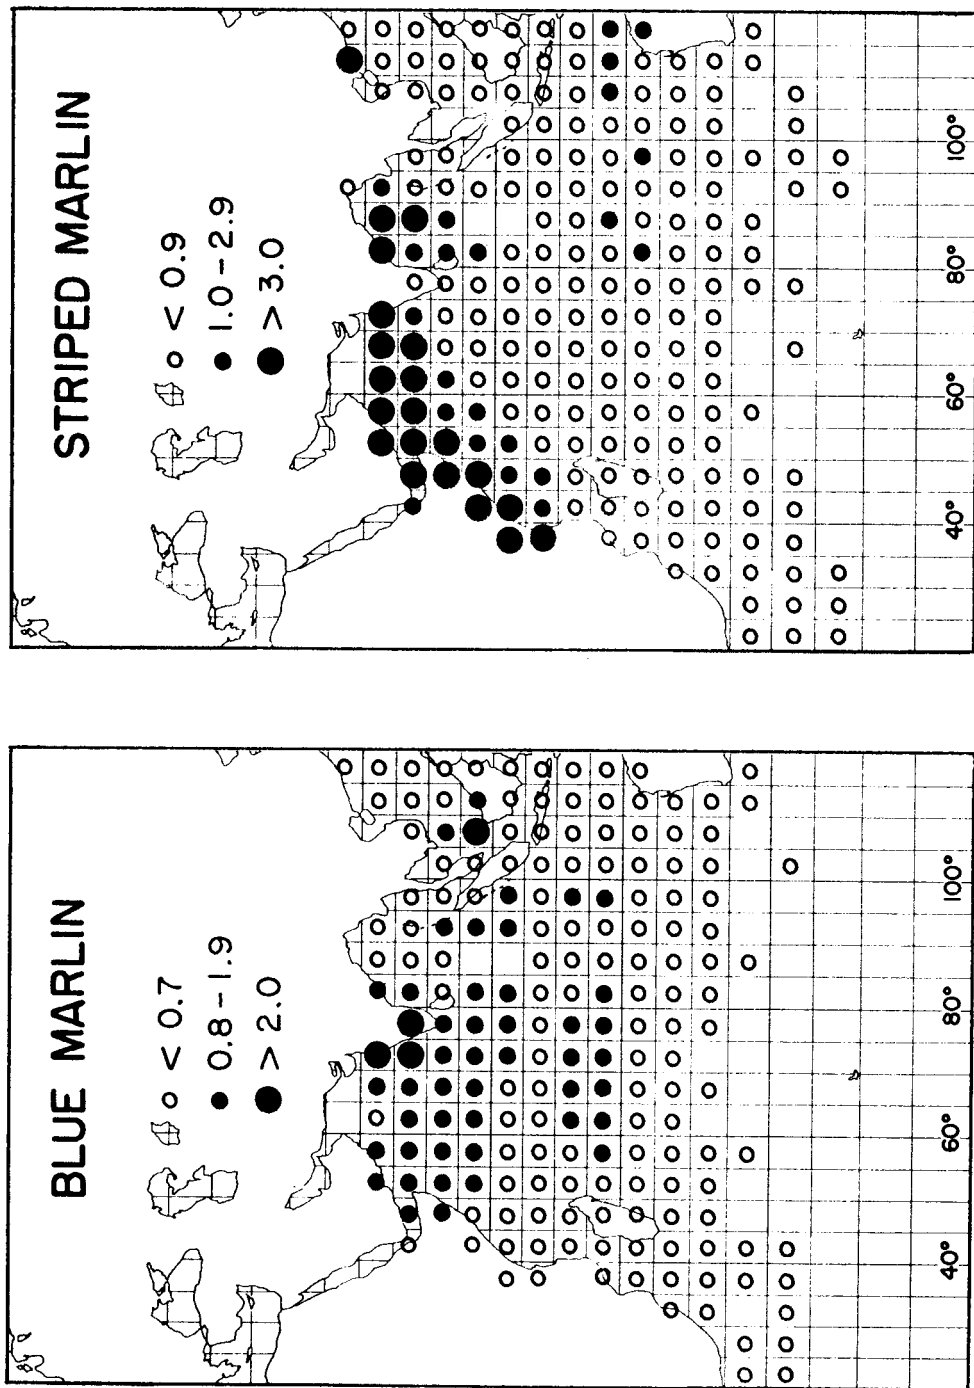 BLUE MARLIN
○ < 0.7
● 0.8 - 1.9
● > 2.0
40° 60° 80° 100°
STRIPED MARLIN
○ < 0.9
● 1.0 - 2.9
● > 3.0
40° 60° 80° 100°